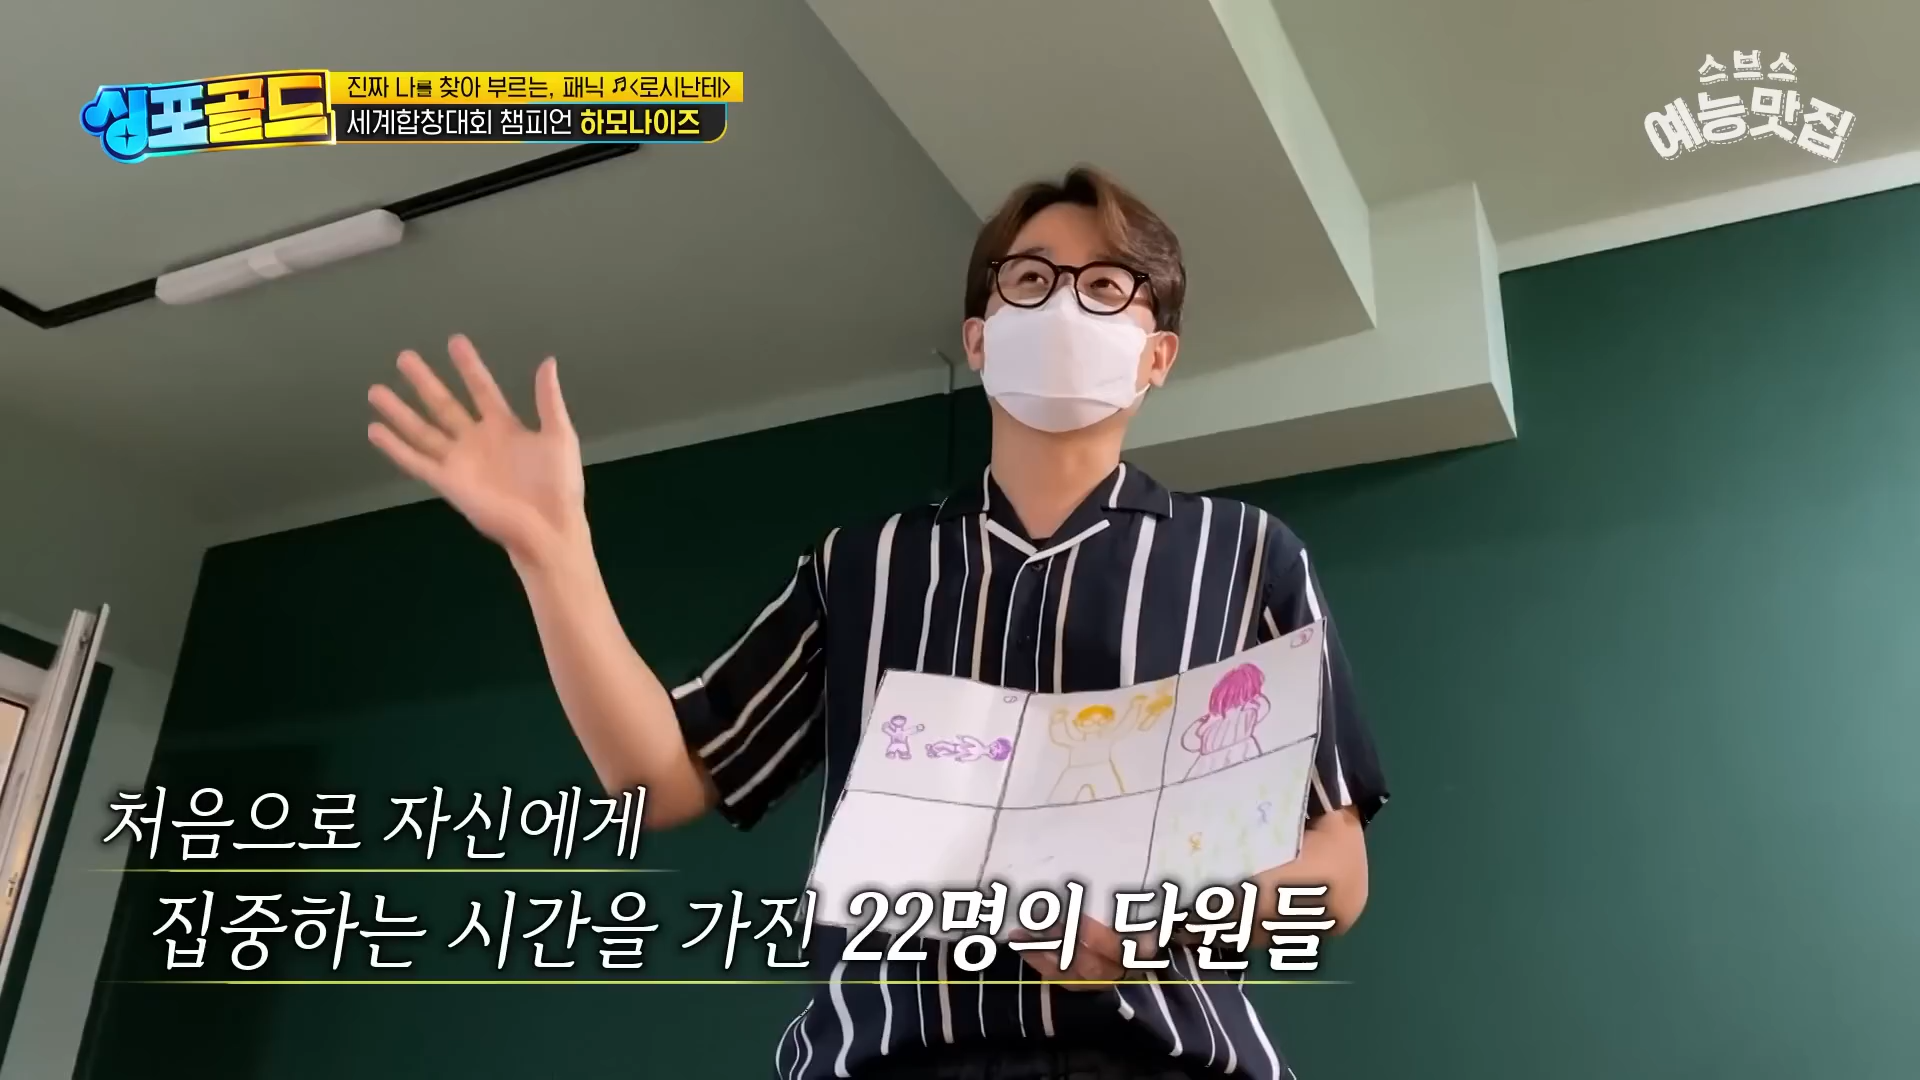 싱포골드
진짜 나를 찾아 부르는, 패닉 ♬<로시난테>
세계합창대회 챔피언 하모나이즈
스브스
예능맛집
처음으로 자신에게
집중하는 시간을 가진 22명의 단원들